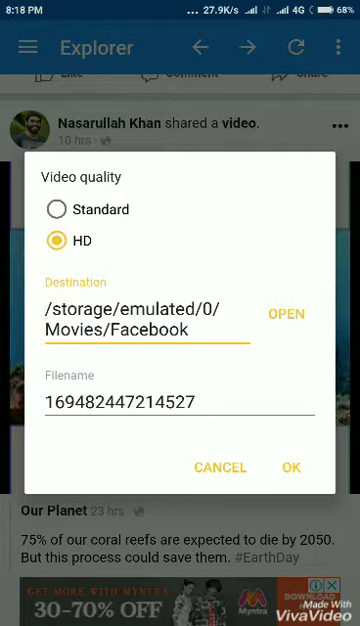 8:18 PM ... 27.9K/s 4G 68%
Explorer
Like Comment Share
Nasarullah Khan shared a video.
10 hrs
Video quality
Standard
HD
Destination
/storage/emulated/0/
Movies/Facebook
OPEN
Filename
169482447214527
CANCEL OK
Our Planet 23 hrs
75% of our coral reefs are expected to die by 2050.
But this process could save them. #EarthDay
GET MORE WITH MYNTRA
30-70% OFF
Myntra
DOWNLOAD
Made With
VivaVideo